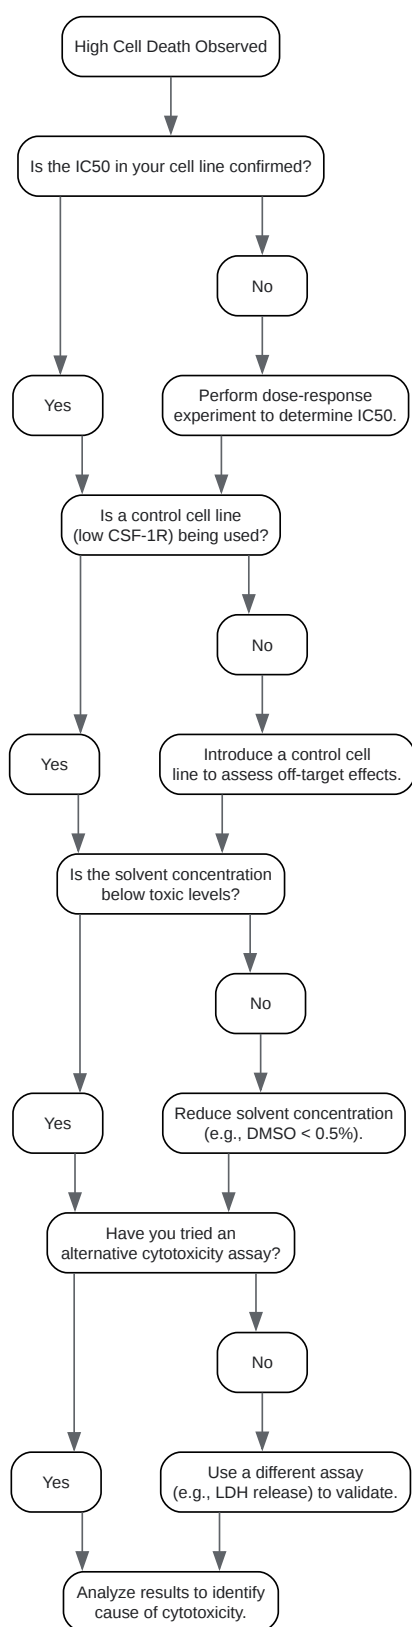 High Cell Death Observed
Is the IC50 in your cell line confirmed?
No
Yes
Perform dose-response
experiment to determine IC50.
Is a control cell line
(low CSF-1R) being used?
No
Yes
Introduce a control cell
line to assess off-target effects.
Is the solvent concentration
below toxic levels?
No
Yes
Reduce solvent concentration
(e.g., DMSO < 0.5%).
Have you tried an
alternative cytotoxicity assay?
No
Yes
Use a different assay
(e.g., LDH release) to validate.
Analyze results to identify
cause of cytotoxicity.